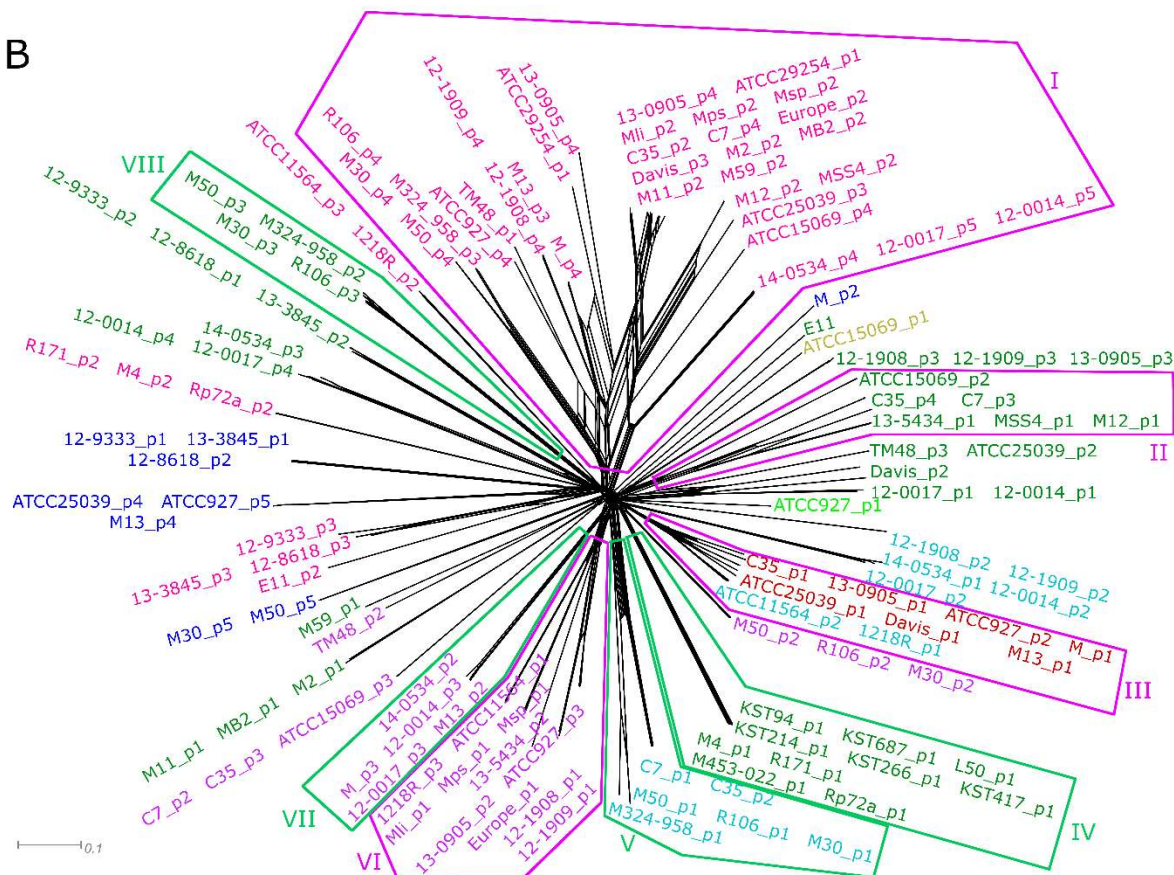 B
I
13-0905_p4 ATCC29254_p1
Mli_p2 Mps_p2 Msp_p2
C35_p2 C7_p4 Europe_p2
Davis_p3 M2_p2 MB2_p2
M11_p2 M59_p2
M12_p2 MSS4_p2
ATCC25039_p3
ATCC15069_p4
14-0534_p4 12-0017_p5 12-0014_p5
13-0905_p4
ATCC29254_p1
12-1909_p4
M13_p3
12-1908_p4
M_p4
TM48_p1
ATCC927_p4
R106_p4 M324-958_p3
M30_p4 M50_p4
ATCC11564_p3 1218R_p2
VIII
M50_p3 M324-958_p2
M30_p3 R106_p3
12-9333_p2 12-8618_p1 13-3845_p2
12-0014_p4 14-0534_p3
12-0017_p4
R171_p2 M4_p2 Rp72a_p2
12-9333_p1 13-3845_p1
12-8618_p2
ATCC25039_p4 ATCC927_p5
M13_p4
12-9333_p3
13-3845_p3 12-8618_p3
E11_p2
M30_p5 M50_p5
M59_p1
TM48_p2
M11_p1 MB2_p1 M2_p1
C7_p2 C35_p3 ATCC15069_p3
M_p2
E11
ATCC15069_p1
12-1908_p3 12-1909_p3 13-0905_p3
ATCC15069_p2
C35_p4 C7_p3
13-5434_p1 MSS4_p1 M12_p1
II
TM48_p3 ATCC25039_p2
Davis_p2
12-0017_p1 12-0014_p1
ATCC927_p1
12-1908_p2 12-1909_p2
14-0534_p1 12-0014_p2
12-0017_p2
C35_p1 13-0905_p1 ATCC927_p2 M_p1
ATCC25039_p1 Davis_p1 M13_p1
ATCC11564_p2 1218R_p1
III
M50_p2 R106_p2 M30_p2
KST94_p1 KST687_p1 L50_p1
KST214_p1 KST266_p1 KST417_p1
M4_p1 R171_p1
M453-022_p1 Rp72a_p1
IV
C7_p1 C35_p2
M50_p1 R106_p1 M30_p1
M324-958_p1
V
14-0534_p2
M_p3 12-0014_p3
12-0017_p3 M13_p2
VII
1218R_p3 ATCC11564_p1
Mli_p1 Mps_p1 Msp_p1
13-5434_p2
13-0905_p2 ATCC927_p3
Europe_p1
12-1908_p1
12-1909_p1
VI
0.1